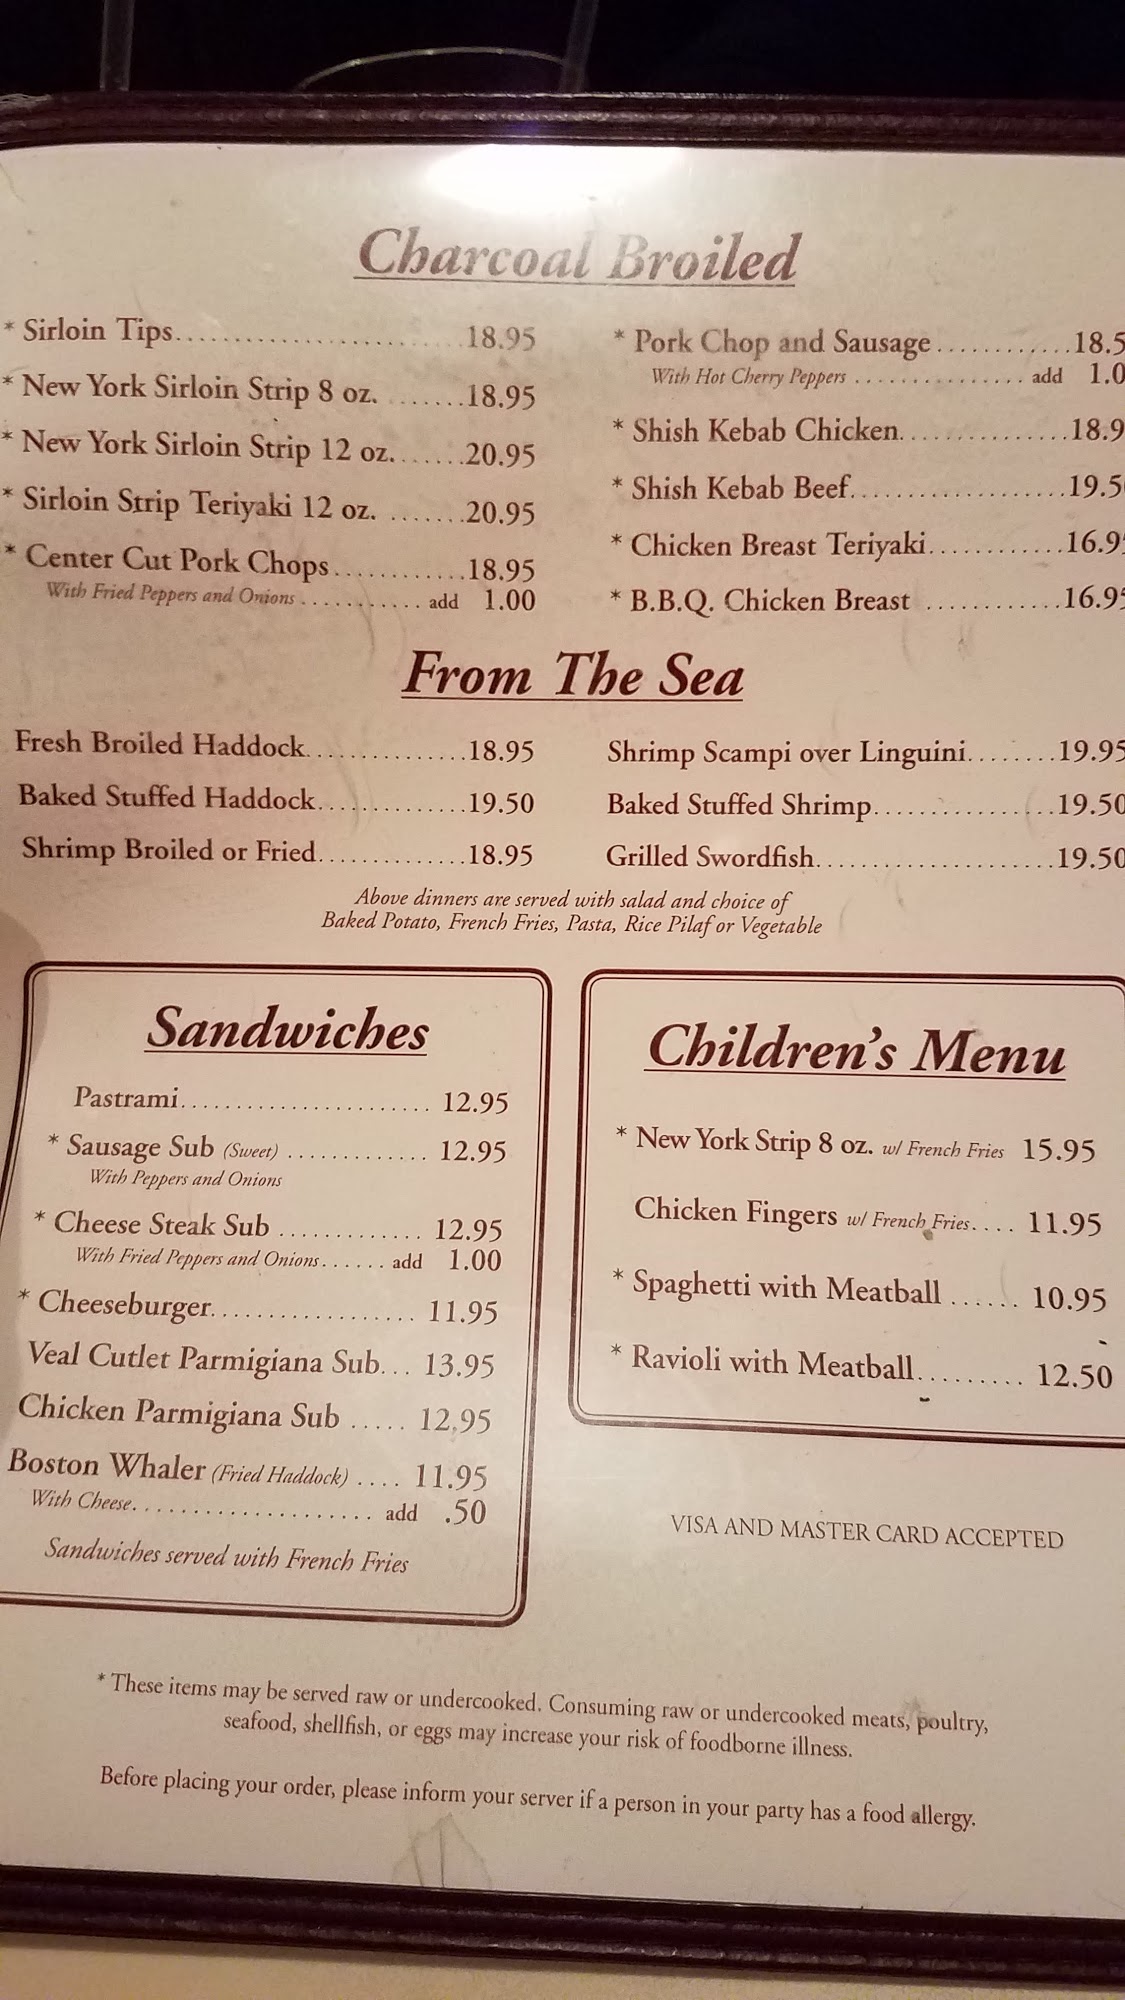 Charcoal Broiled
* Sirloin Tips.........................18.95
* New York Sirloin Strip 8 oz. .......18.95
* New York Sirloin Strip 12 oz........20.95
* Sirloin Strip Teriyaki 12 oz. .......20.95
* Center Cut Pork Chops............18.95
With Fried Peppers and Onions ............ add 1.00
* Pork Chop and Sausage............18.5
With Hot Cherry Peppers ................ add 1.0
* Shish Kebab Chicken...............18.9
* Shish Kebab Beef....................19.5
* Chicken Breast Teriyaki............16.9
* B.B.Q. Chicken Breast ............16.9
From The Sea
Fresh Broiled Haddock...............18.95
Baked Stuffed Haddock..............19.50
Shrimp Broiled or Fried..............18.95
Shrimp Scampi over Linguini........19.95
Baked Stuffed Shrimp.................19.50
Grilled Swordfish.......................19.50
Above dinners are served with salad and choice of
Baked Potato, French Fries, Pasta, Rice Pilaf or Vegetable
Sandwiches
Pastrami........................ 12.95
* Sausage Sub (Sweet) ............. 12.95
With Peppers and Onions
* Cheese Steak Sub ............. 12.95
With Fried Peppers and Onions...... add 1.00
* Cheeseburger................... 11.95
Veal Cutlet Parmigiana Sub... 13.95
Chicken Parmigiana Sub ..... 12.95
Boston Whaler (Fried Haddock) .... 11.95
With Cheese..................... add .50
Sandwiches served with French Fries
Children's Menu
* New York Strip 8 oz. w/ French Fries 15.95
Chicken Fingers w/ French Fries.... 11.95
* Spaghetti with Meatball ...... 10.95
* Ravioli with Meatball......... 12.50
VISA AND MASTER CARD ACCEPTED
* These items may be served raw or undercooked. Consuming raw or undercooked meats, poultry,
seafood, shellfish, or eggs may increase your risk of foodborne illness.
Before placing your order, please inform your server if a person in your party has a food allergy.